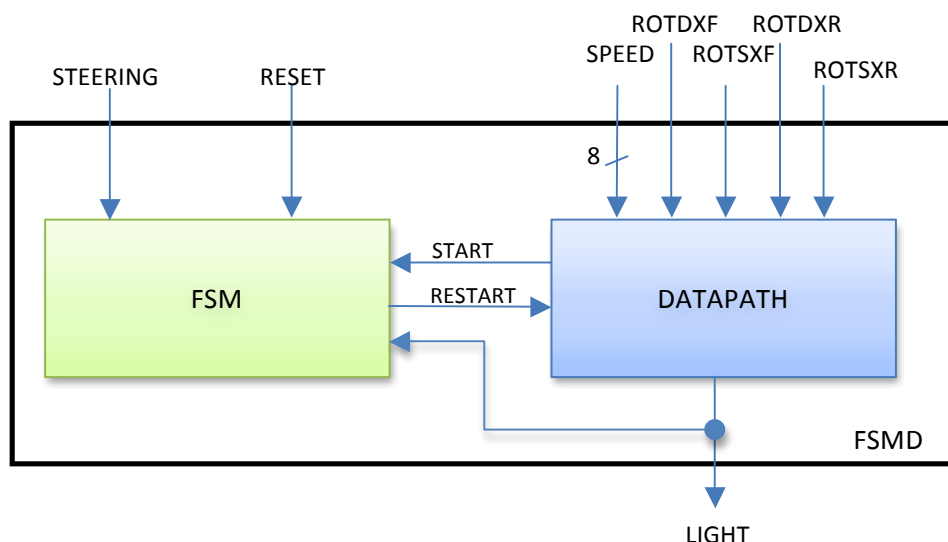 ROTDXF ROTDXR
SPEED ROTSXF
STEERING RESET ROTSXR
8
START
FSM RESTART DATAPATH
FSMD
LIGHT